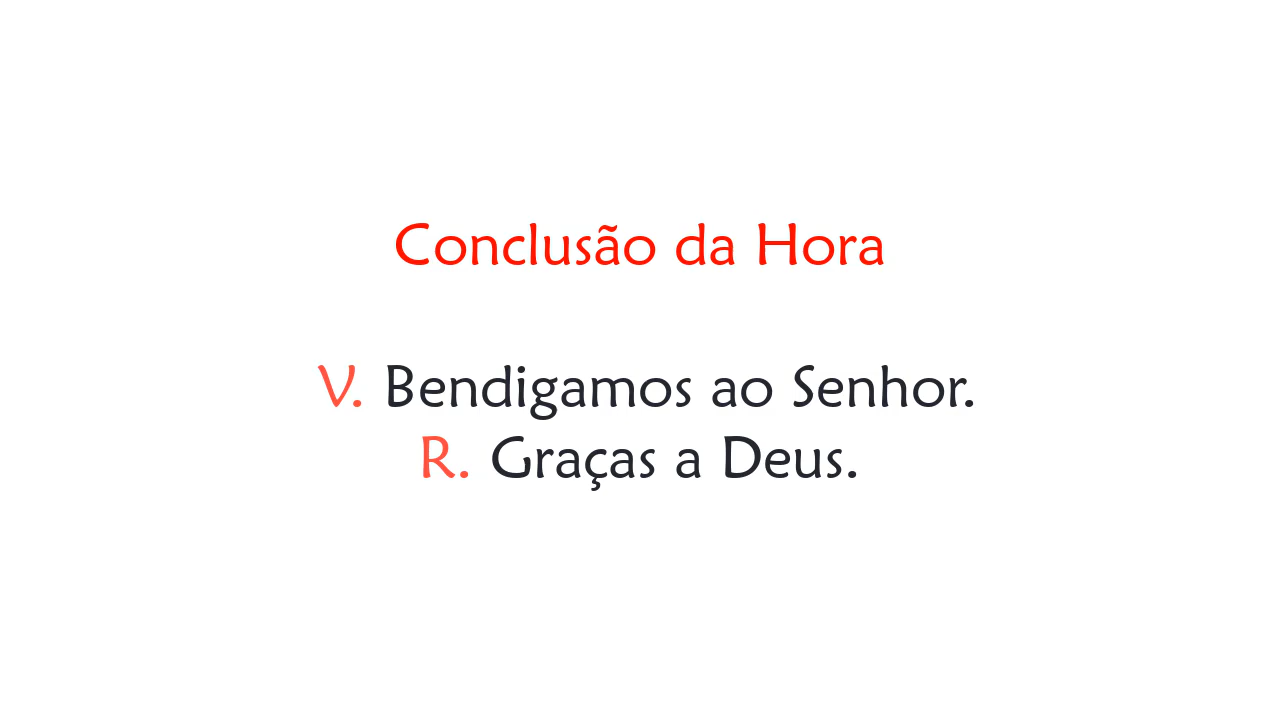 Conclusão da Hora
V. Bendigamos ao Senhor.
R. Graças a Deus.